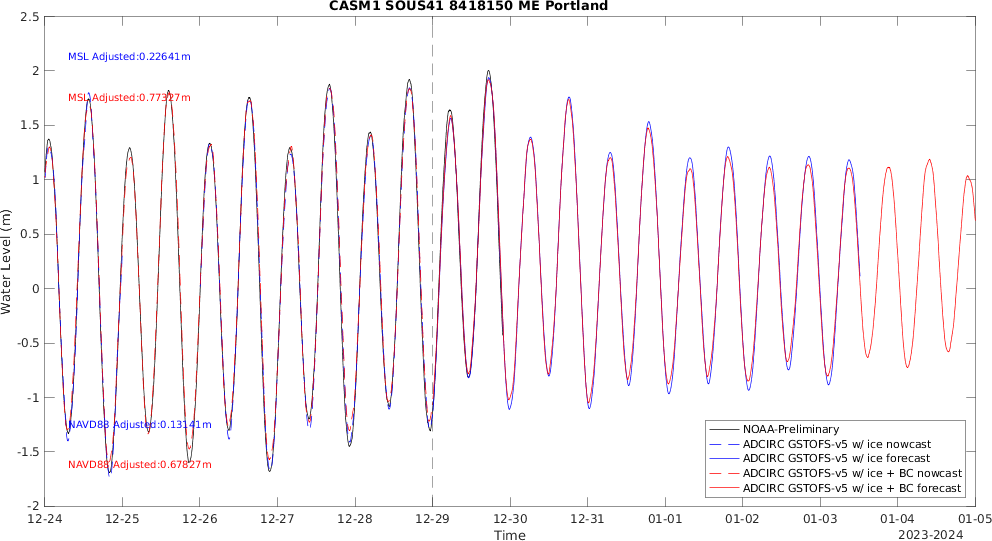 CASM1 SOUS41 8418150 ME Portland
2.5
2
1.5
1
0.5
0
-0.5
-1
-1.5
-2
Water Level (m)
MSL Adjusted:0.22641m
MSL Adjusted:0.77327m
NAVD88 Adjusted:0.13141m
NAVD88 Adjusted:0.67827m
NOAA-Preliminary
ADCIRC GSTOFS-v5 w/ ice nowcast
ADCIRC GSTOFS-v5 w/ ice forecast
ADCIRC GSTOFS-v5 w/ ice + BC nowcast
ADCIRC GSTOFS-v5 w/ ice + BC forecast
12-24 12-25 12-26 12-27 12-28 12-29 12-30 12-31 01-01 01-02 01-03 01-04 01-05
Time
2023-2024